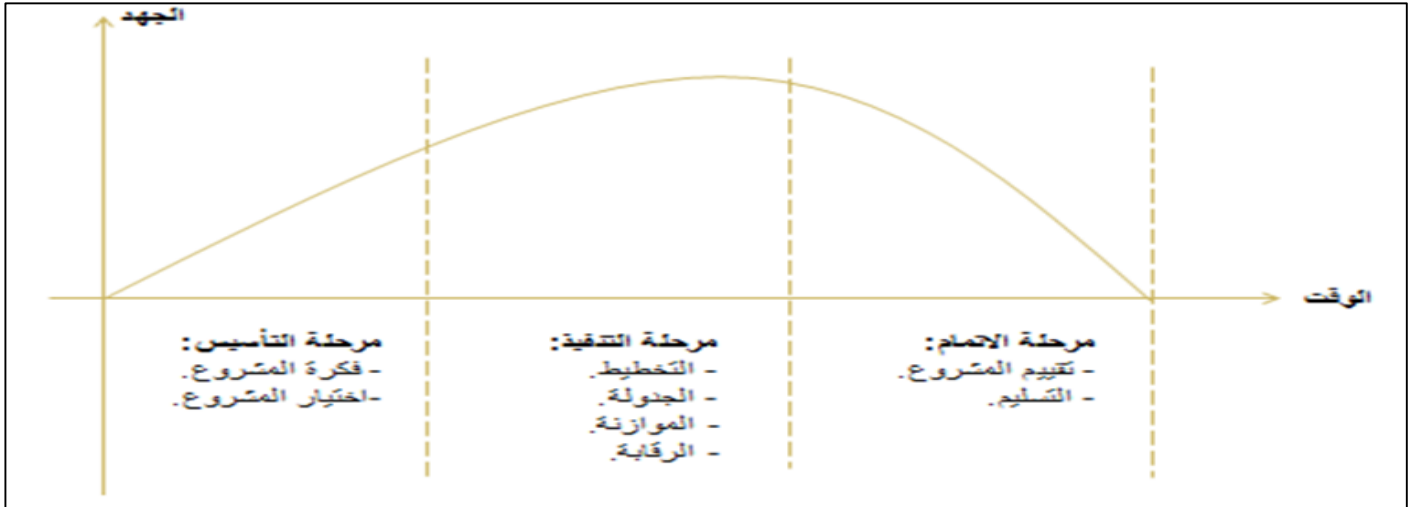 الجهد
الوقت
مرحلة التأسيس:
- فكرة المشروع.
-اختيار المشروع.
مرحلة التنفيذ:
- التخطيط.
- الجدولة.
- الموازنة.
- الرقابة.
مرحلة الاتمام:
- تقييم المشروع.
- التسليم.